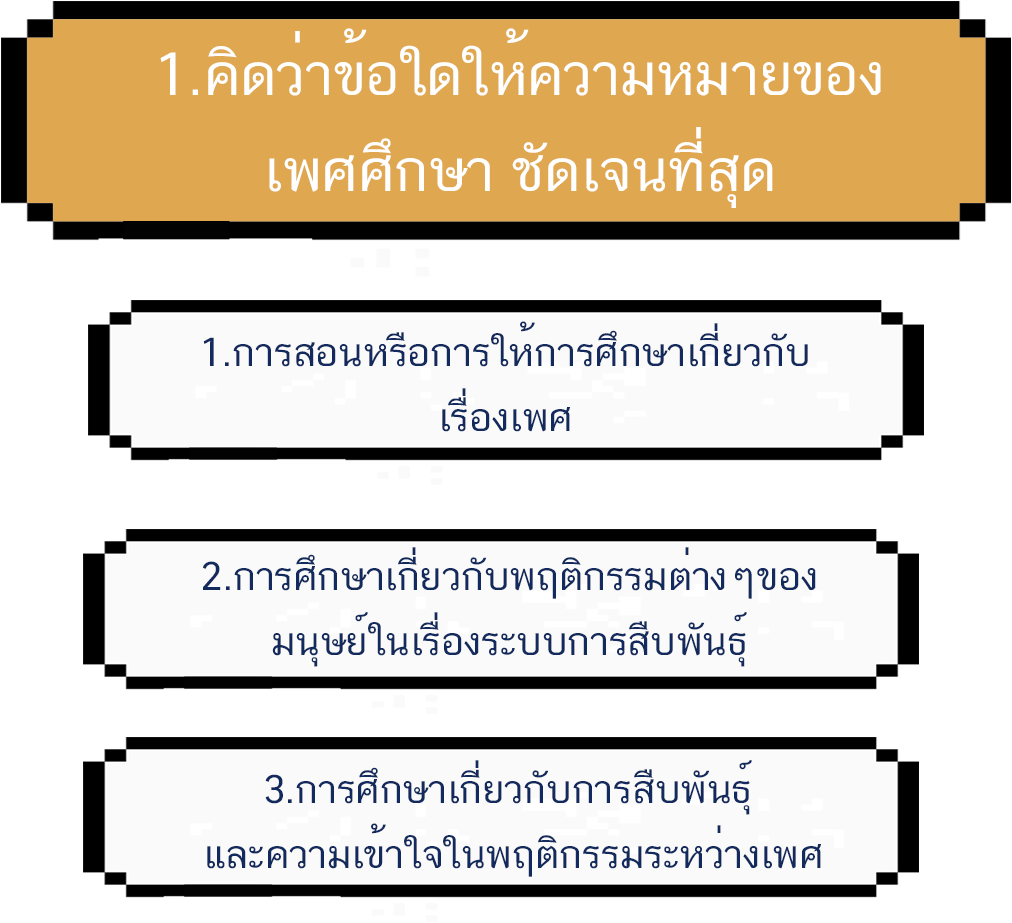 1.คิดว่าข้อใดให้ความหมายของ
เพศศึกษา ชัดเจนที่สุด
1.การสอนหรือการให้การศึกษาเกี่ยวกับ
เรื่องเพศ
2.การศึกษาเกี่ยวกับพฤติกรรมต่าง ๆของ
มนุษย์ในเรื่องระบบการสืบพันธุ์
3.การศึกษาเกี่ยวกับการสืบพันธุ์
และความเข้าใจในพฤติกรรมระหว่างเพศ